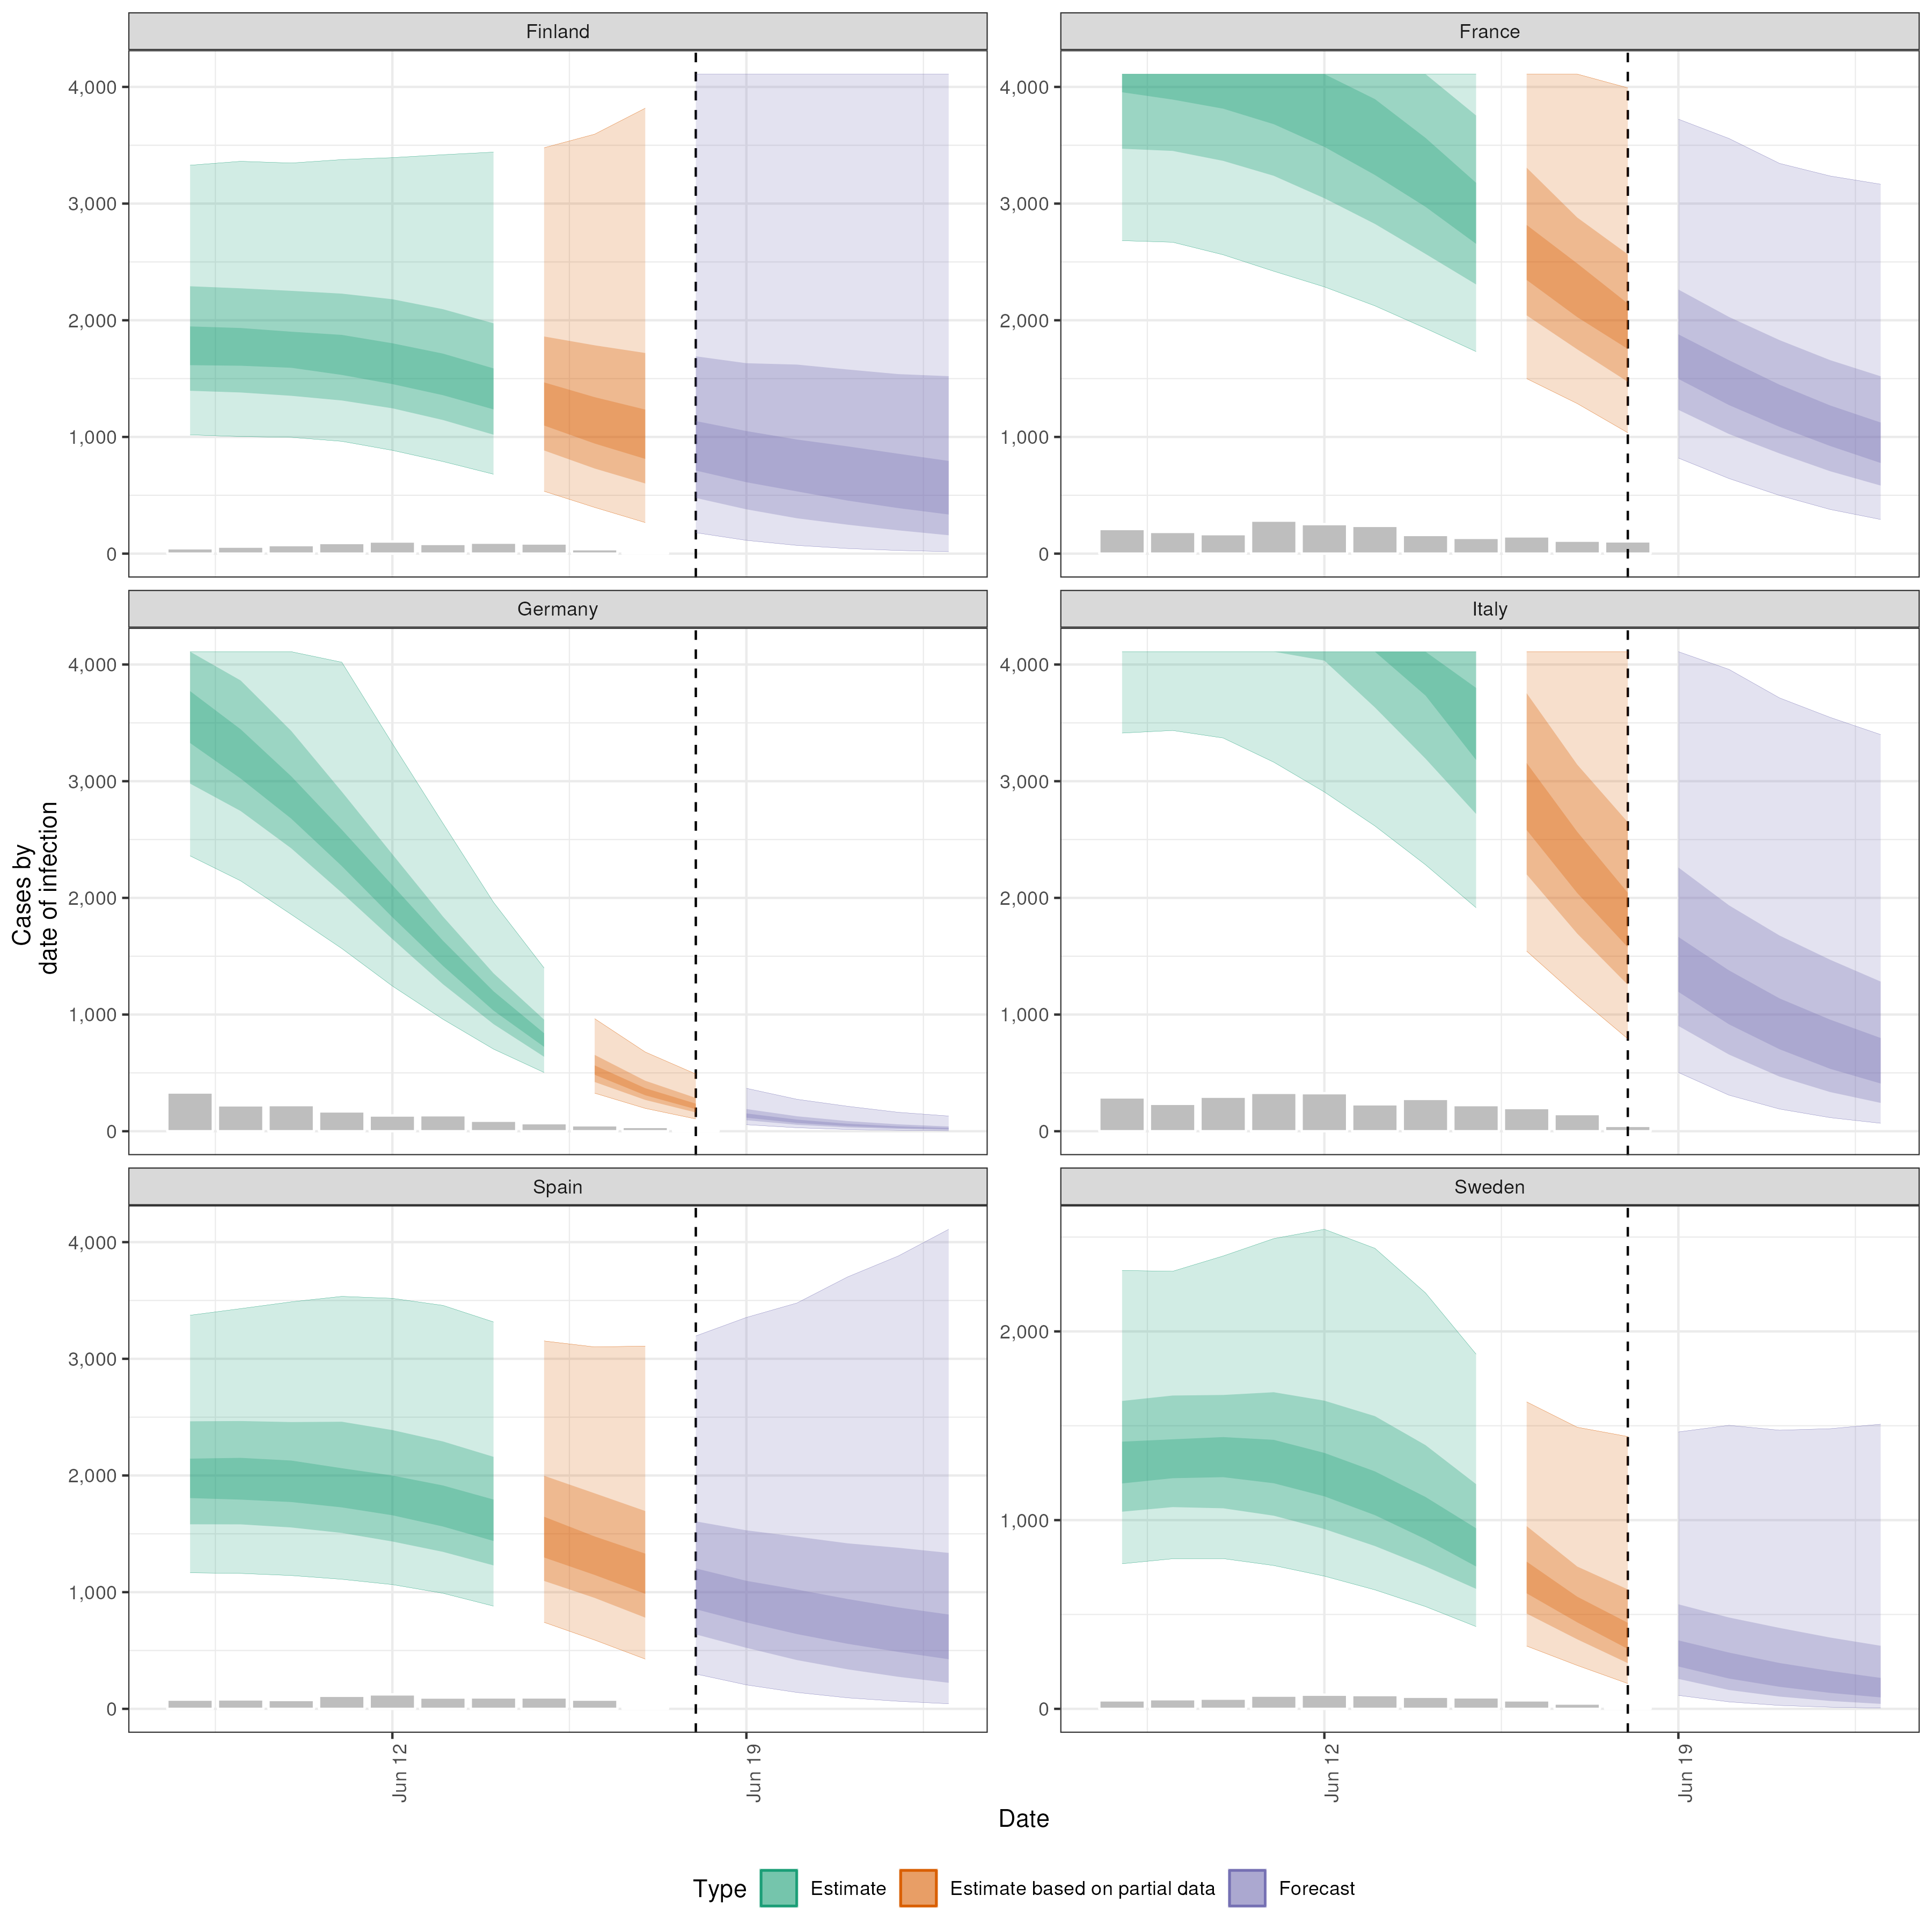 Finland
France
4,000
3,000
2,000
1,000
0
4,000
3,000
2,000
1,000
0
Germany
Italy
4,000
3,000
2,000
1,000
0
4,000
3,000
2,000
1,000
0
Cases by
date of infection
Spain
Sweden
4,000
3,000
2,000
1,000
0
2,000
1,000
0
Jun 12
Jun 19
Jun 12
Jun 19
Date
Type
Estimate
Estimate based on partial data
Forecast